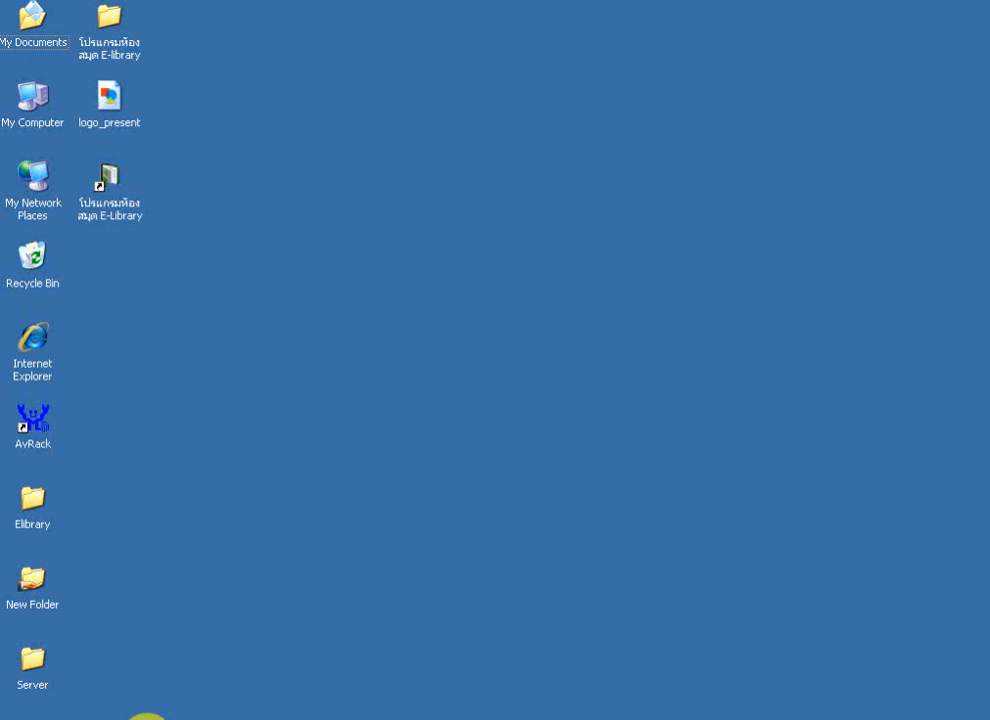 My Documents
โปรแกรมห้อง
สมุด E-library
My Computer
logo_present
My Network
Places
โปรแกรมห้อง
สมุด E-Library
Recycle Bin
Internet
Explorer
AvRack
Elibrary
New Folder
Server